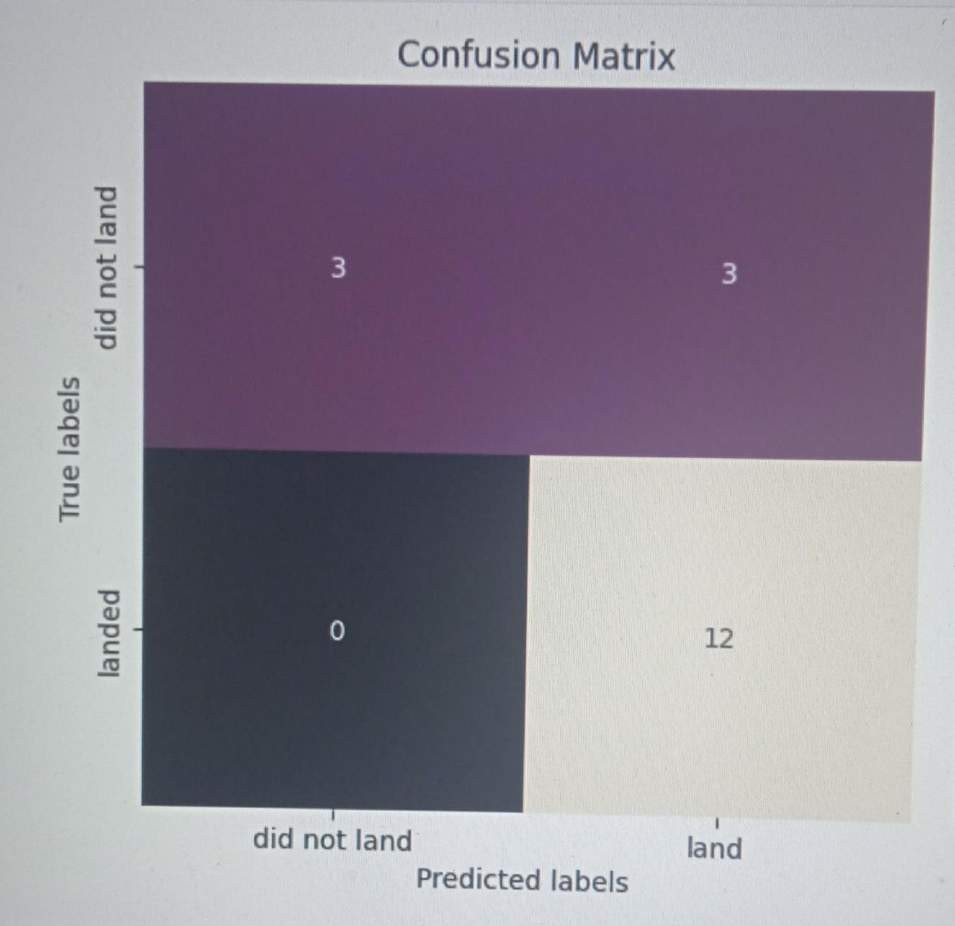 Confusion Matrix
True labels
did not land
3
3
landed
0
12
did not land
land
Predicted labels